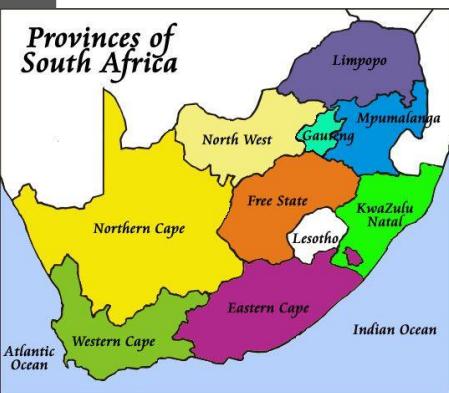 Provinces of
South Africa
Limpopo
Mpumalanga
Gauteng
North West
Free State
KwaZulu
Natal
Northern Cape
Lesotho
Eastern Cape
Western Cape
Indian Ocean
Atlantic
Ocean